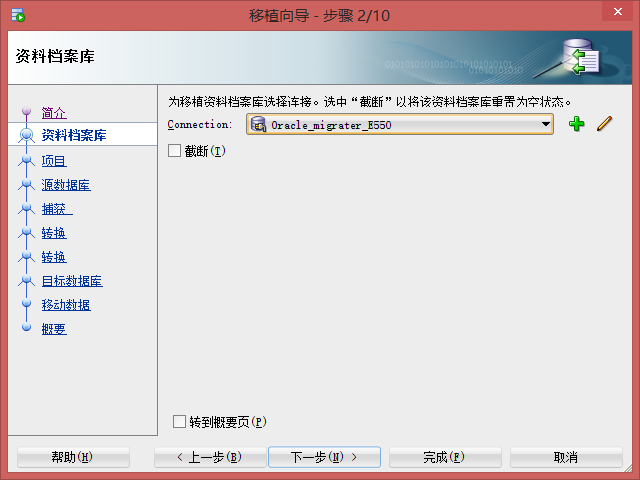 移植向导 - 步骤 2/10
资料档案库
01010101010101010101010101
0101010101
为移植资料档案库选择连接。选中“截断”以将该资料档案库重置为空状态。
Connection: Oracle_migrater_E550
截断(T)
简介
资料档案库
项目
源数据库
捕获
转换
转换
目标数据库
移动数据
概要
转到概要页(P)
帮助(H) < 上一步(B) 下一步(N) > 完成(F) 取消